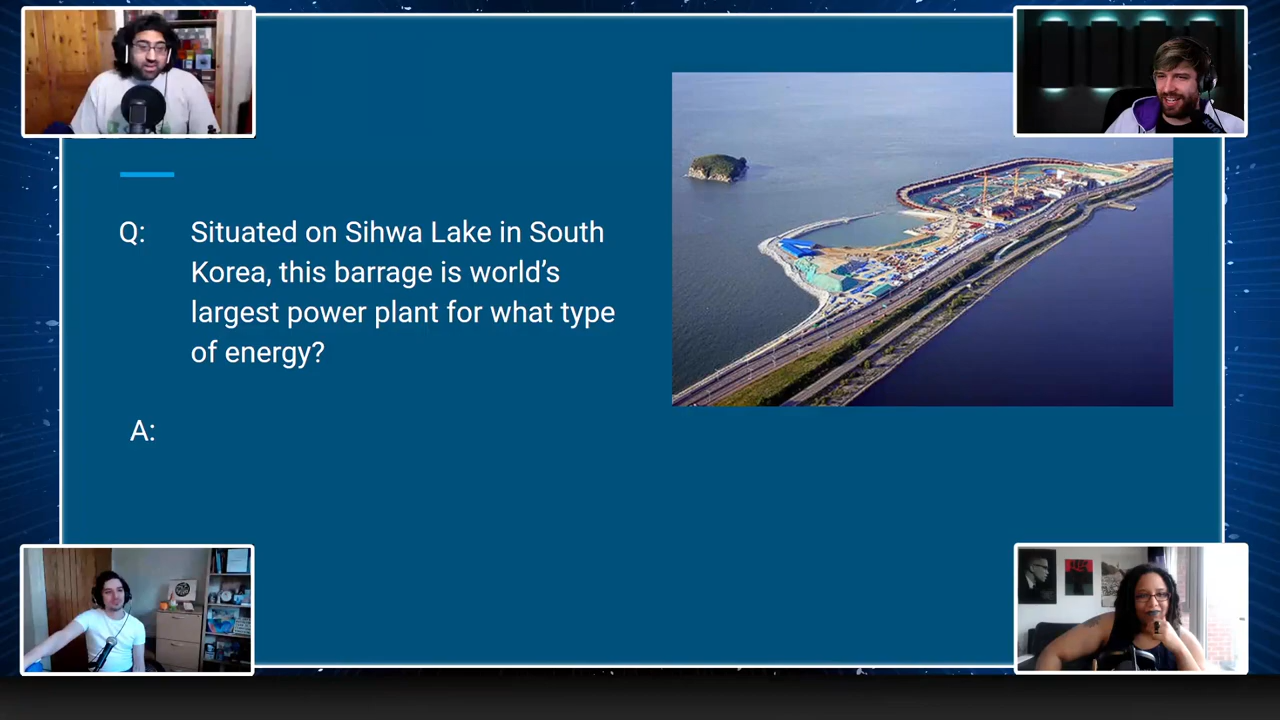 Q: Situated on Sihwa Lake in South
Korea, this barrage is world’s
largest power plant for what type
of energy?
A: